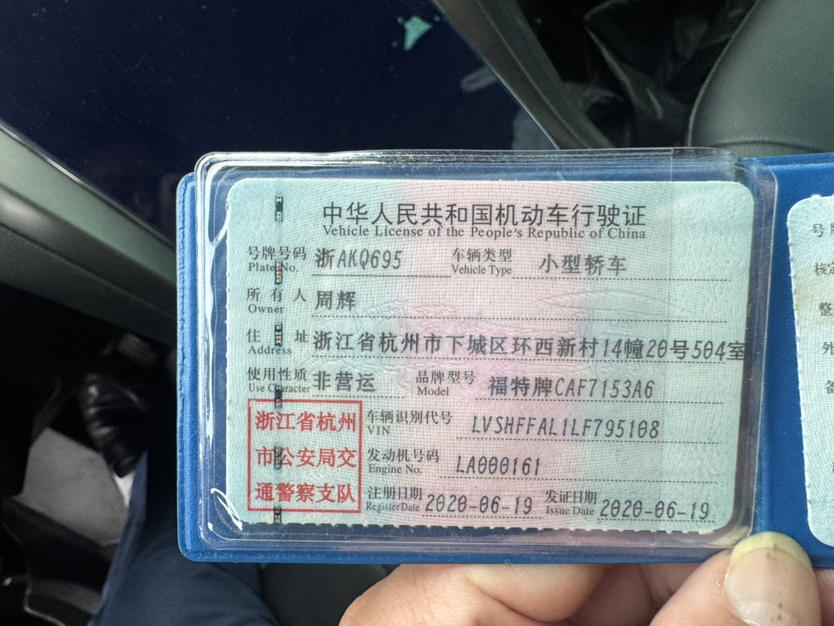 中华人民共和国机动车行驶证
Vehicle License of the People's Republic of China
号牌号码 浙AKQ695 车辆类型 小型轿车
Plate No. Vehicle Type
所有人 周辉
Owner
住址 浙江省杭州市下城区环西新村14幢20号504室
Address
使用性质 非营运 品牌型号 福特牌CAF7153A6
Use Character Model
浙江省杭州 车辆识别代号 LVSHFFAL1LF795108
VIN
市公安局交 发动机号码 LA000161
Engine No.
通警察支队 注册日期 2020-06-19 发证日期 2020-06-19
Register Date Issue Date
号牌
核定
整
外
备